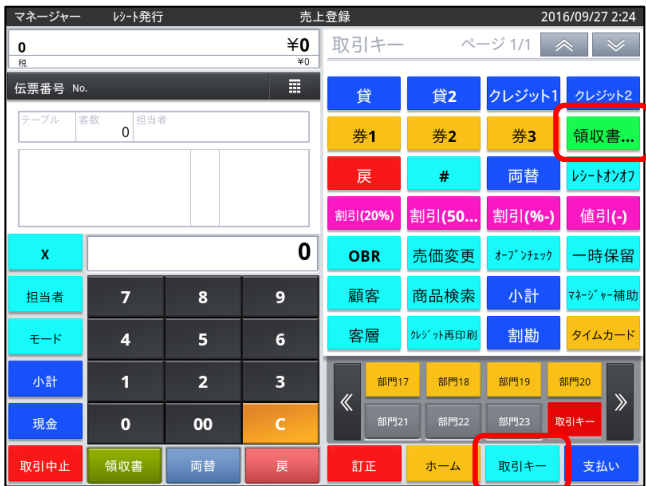 マネージャー ﾚｼｰﾄ発行 売上登録 2016/09/27 2:24
0 ¥0
税 ¥0
伝票番号 No.
テーブル 客数 0 担当者
X 0
担当者 7 8 9
モード 4 5 6
小計 1 2 3
現金 0 00 C
取引中止 領収書 両替 戻
取引キー ページ 1/1
貸 貸2 クレジット1 クレジット2
券1 券2 券3 領収書...
戻 # 両替 ﾚｼｰﾄｵﾝｵﾌ
割引(20%) 割引(50... 割引(%-) 値引(-)
OBR 売価変更 ｵｰﾌﾟﾝﾁｪｯｸ 一時保留
顧客 商品検索 小計 ﾏﾈｰｼﾞｬｰ補助
客層 ｸﾚｼﾞｯﾄ再印刷 割勘 タイムカード
部門17 部門18 部門19 部門20
部門21 部門22 部門23 取引キー
訂正 ホーム 取引キー 支払い